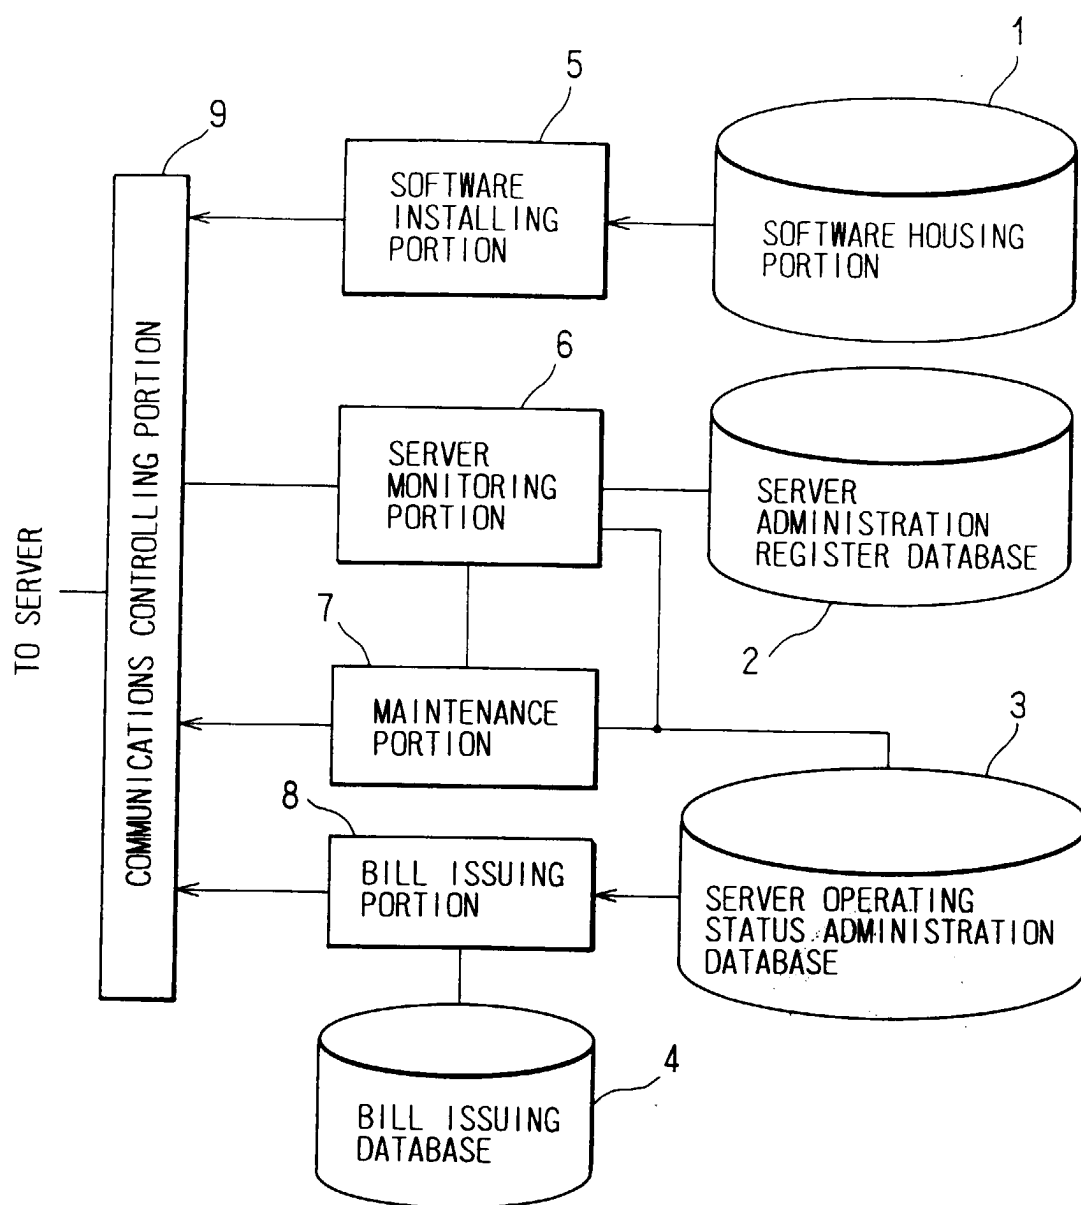 1
5
9
SOFTWARE
INSTALLING
PORTION
SOFTWARE HOUSING
PORTION
6
SERVER
MONITORING
PORTION
SERVER
ADMINISTRATION
REGISTER DATABASE
2
COMMUNICATIONS CONTROLLING PORTION
TO SERVER
7
MAINTENANCE
PORTION
3
8
BILL ISSUING
PORTION
SERVER OPERATING
STATUS ADMINISTRATION
DATABASE
4
BILL ISSUING
DATABASE